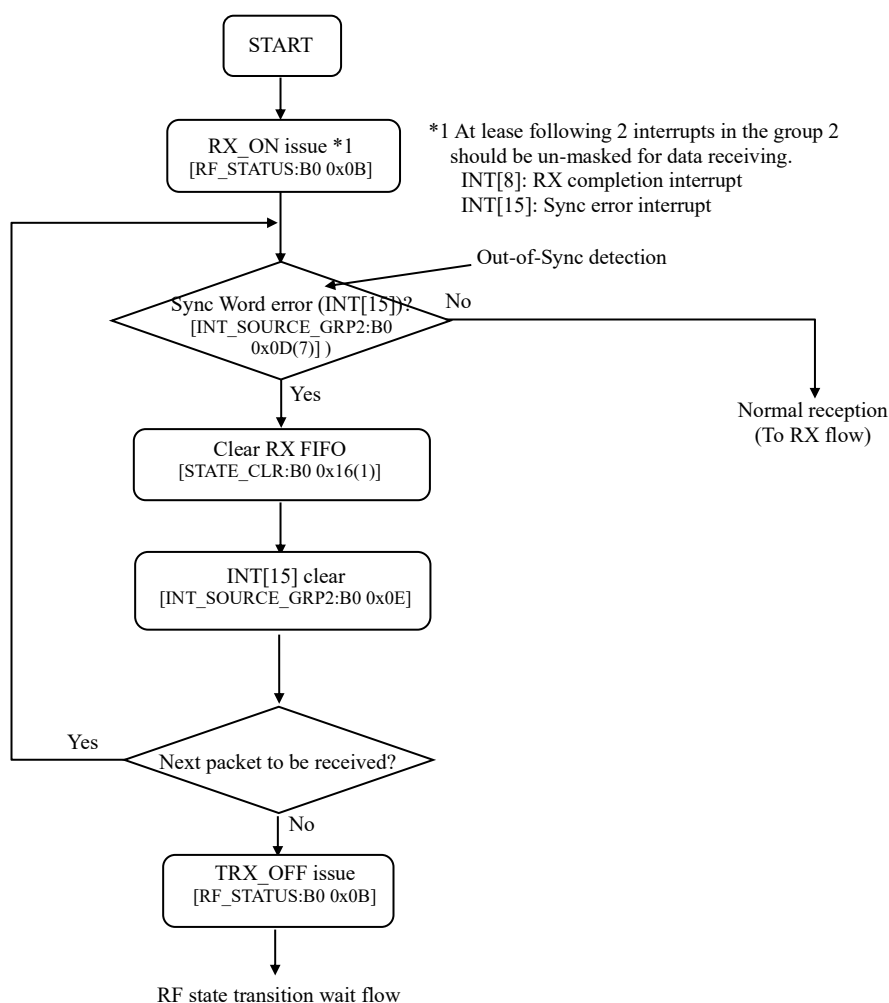 START
RX_ON issue *1
[RF_STATUS:B0 0x0B]
*1 At lease following 2 interrupts in the group 2
should be un-masked for data receiving.
INT[8]: RX completion interrupt
INT[15]: Sync error interrupt
Out-of-Sync detection
Sync Word error (INT[15])?
[INT_SOURCE_GRP2:B0
0x0D(7)] )
No
Yes
Normal reception
(To RX flow)
Clear RX FIFO
[STATE_CLR:B0 0x16(1)]
INT[15] clear
[INT_SOURCE_GRP2:B0 0x0E]
Yes
Next packet to be received?
No
TRX_OFF issue
[RF_STATUS:B0 0x0B]
RF state transition wait flow